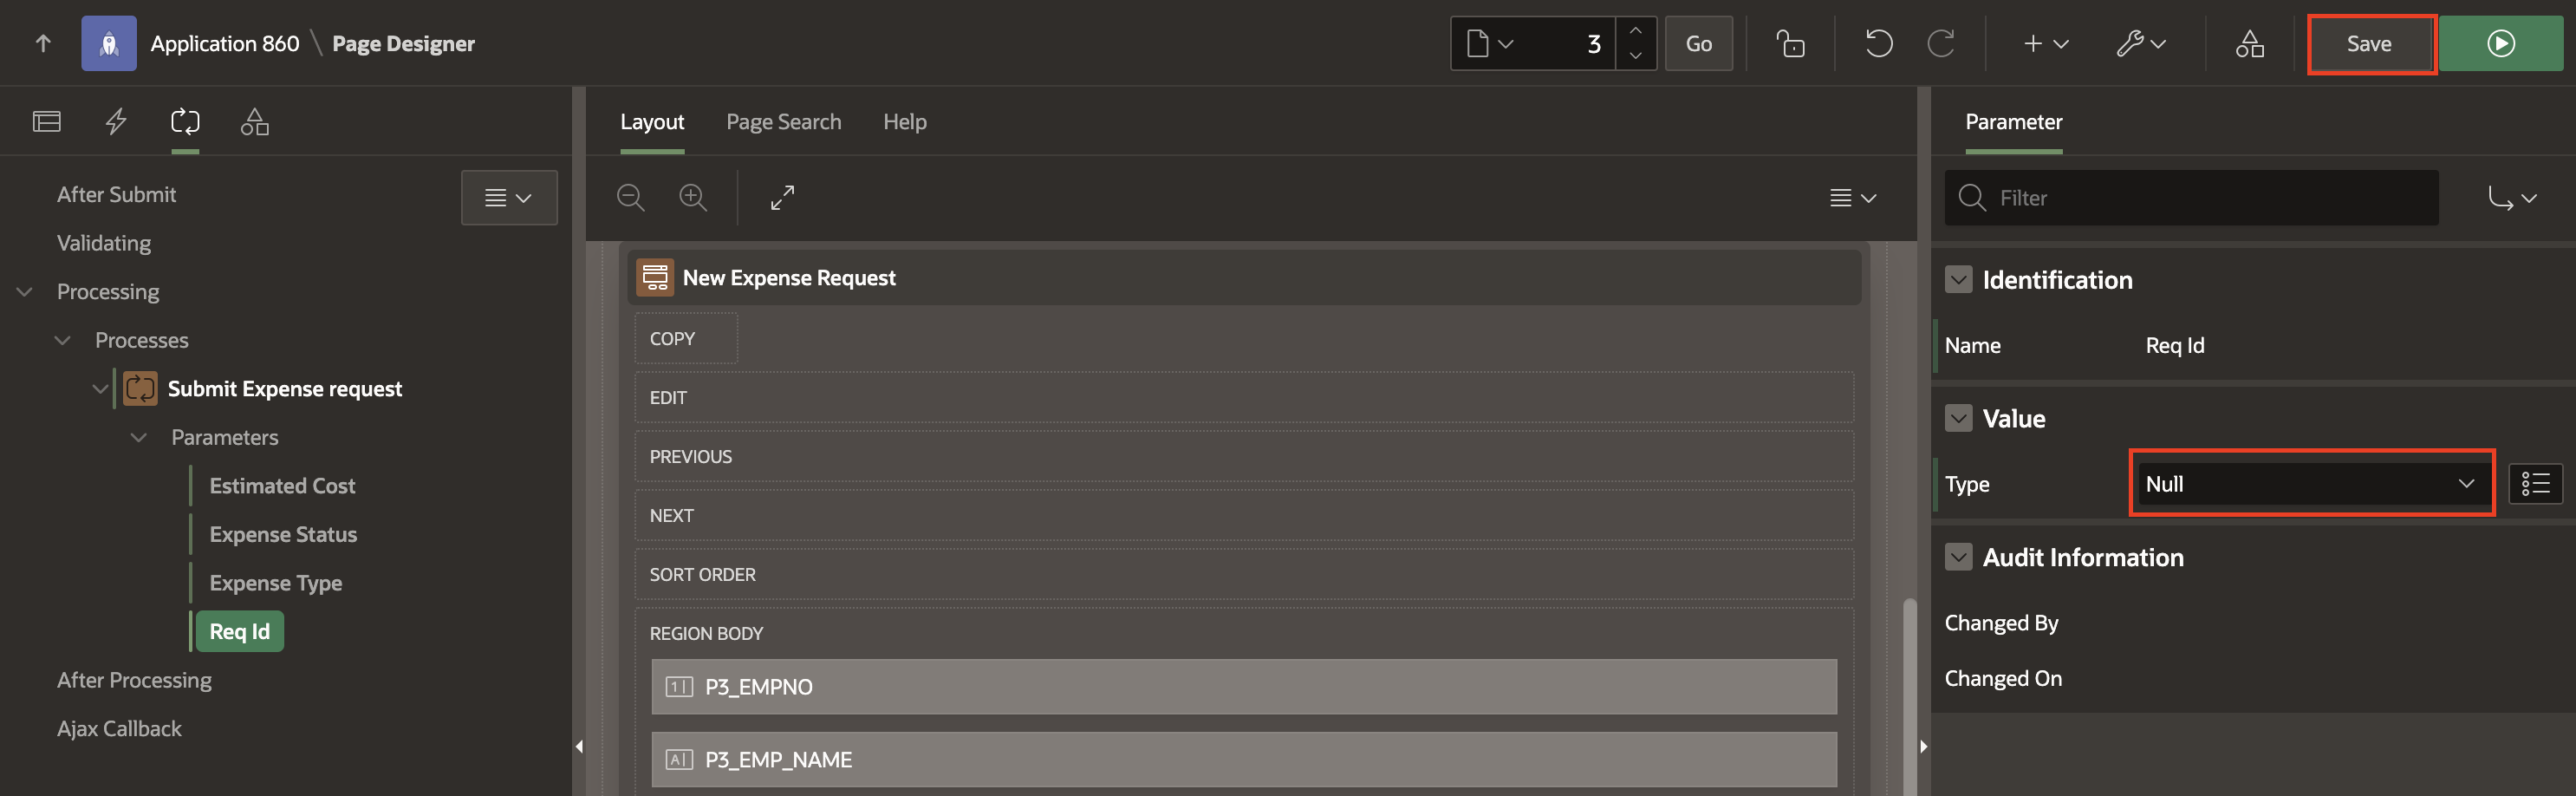 Application 860 \ Page Designer
3
Go
Save
Layout
Page Search
Help
Parameter
After Submit
Validating
Processing
Processes
Submit Expense request
Parameters
Estimated Cost
Expense Status
Expense Type
Req Id
After Processing
Ajax Callback
New Expense Request
COPY
EDIT
PREVIOUS
NEXT
SORT ORDER
REGION BODY
1 P3_EMPNO
A P3_EMP_NAME
Filter
Identification
Name Req Id
Value
Type Null
Audit Information
Changed By
Changed On